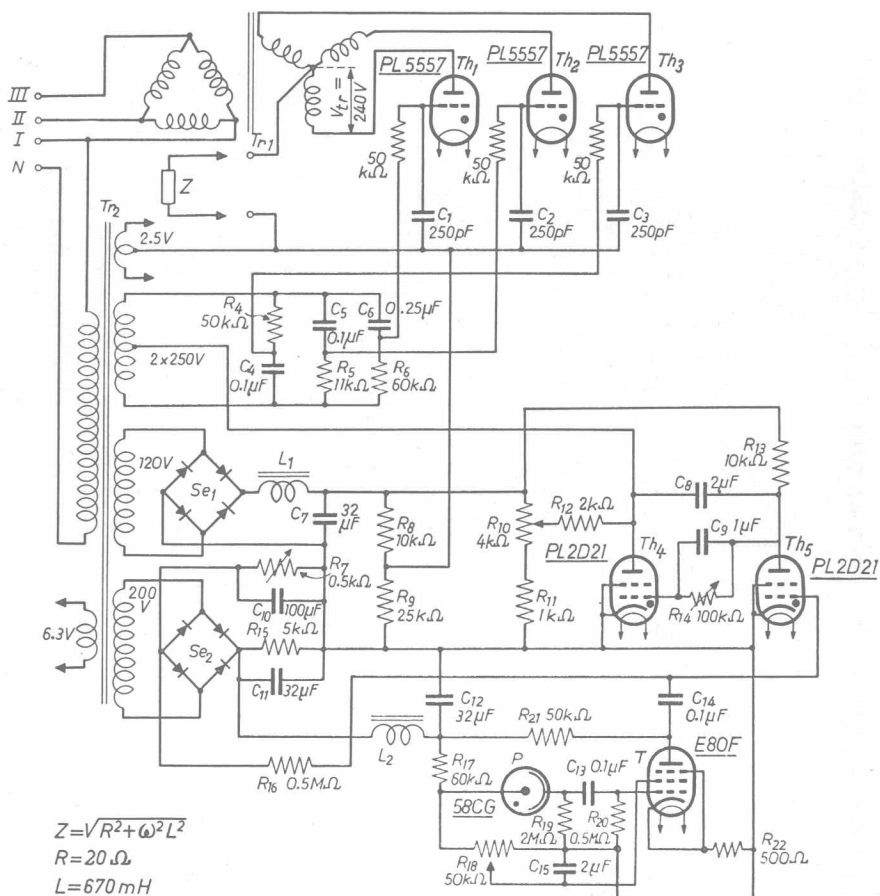 PL5557 Th1
PL5557 Th2
PL5557 Th3
III
II
I
N
Vtr =
240V
Tr1
Z
50
kΩ
50
kΩ
50
kΩ
C1
250pF
C2
250pF
C3
250pF
Tr2
2.5V
R4
50kΩ
C5
0.1μF
C6
0.25μF
2×250V
C4
0.1μF
R5
11kΩ
R6
60kΩ
120V
Se1
L1
C7
32
μF
R8
10kΩ
R10
4kΩ
R12 2kΩ
C8
2μF
R13
10kΩ
C9 1μF
PL2D21
Th4
Th5
PL2D21
R7
0.5kΩ
C10
100μF
R9
25kΩ
R11
1kΩ
R14
100kΩ
200
V
6.3V
R15
5kΩ
Se2
C11
32μF
C12
32μF
C14
0.1μF
L2
R21 50kΩ
E80F
R16 0.5MΩ
R17
60kΩ
P
C13 0.1μF
T
58CG
R19
2MΩ
R20
0.5MΩ
R22
500Ω
R18
50kΩ
C15
2μF
Z=√R²+ω²L²
R=20Ω
L=670mH